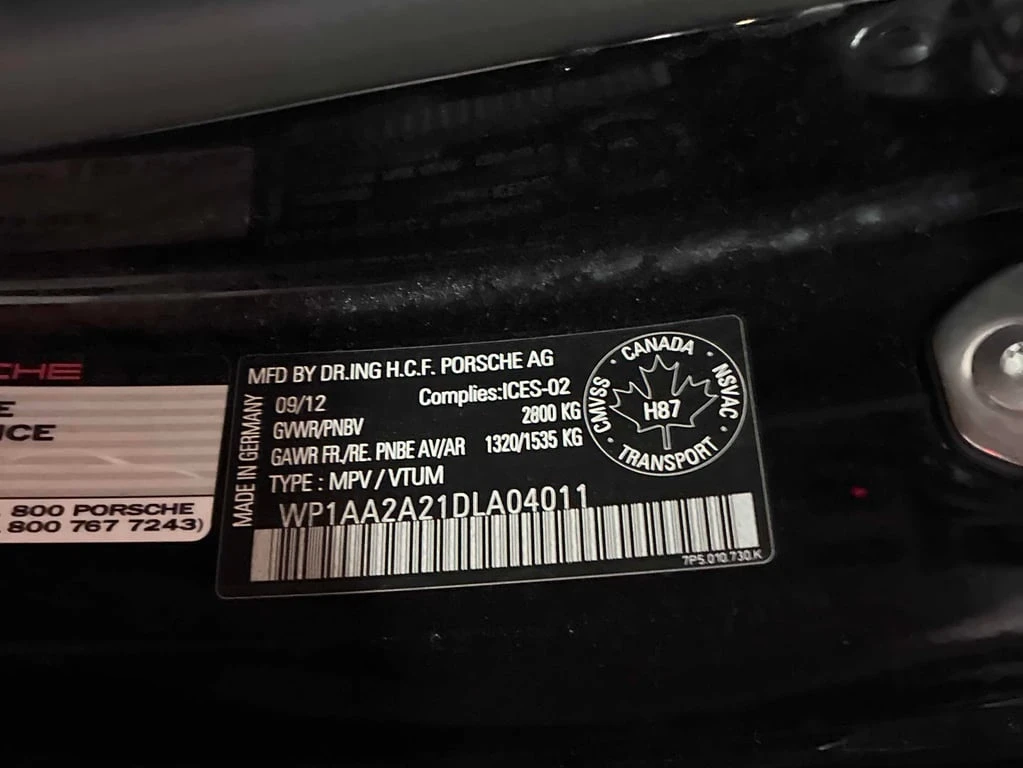 CHE
E
NCE
800 PORSCHE
800 767 7243)
MFD BY DR.ING H.C.F. PORSCHE AG
09/12 Complies:ICES-02
GVWR/PNBV 2800 KG
GAWR FR./RE. PNBE AV/AR 1320/1535 KG
TYPE : MPV / VTUM
WP1AA2A21DLA04011
7P5.010.730.K
MADE IN GERMANY
· CANADA ·
NSVAC
· TRANSPORT ·
CMVSS
H87